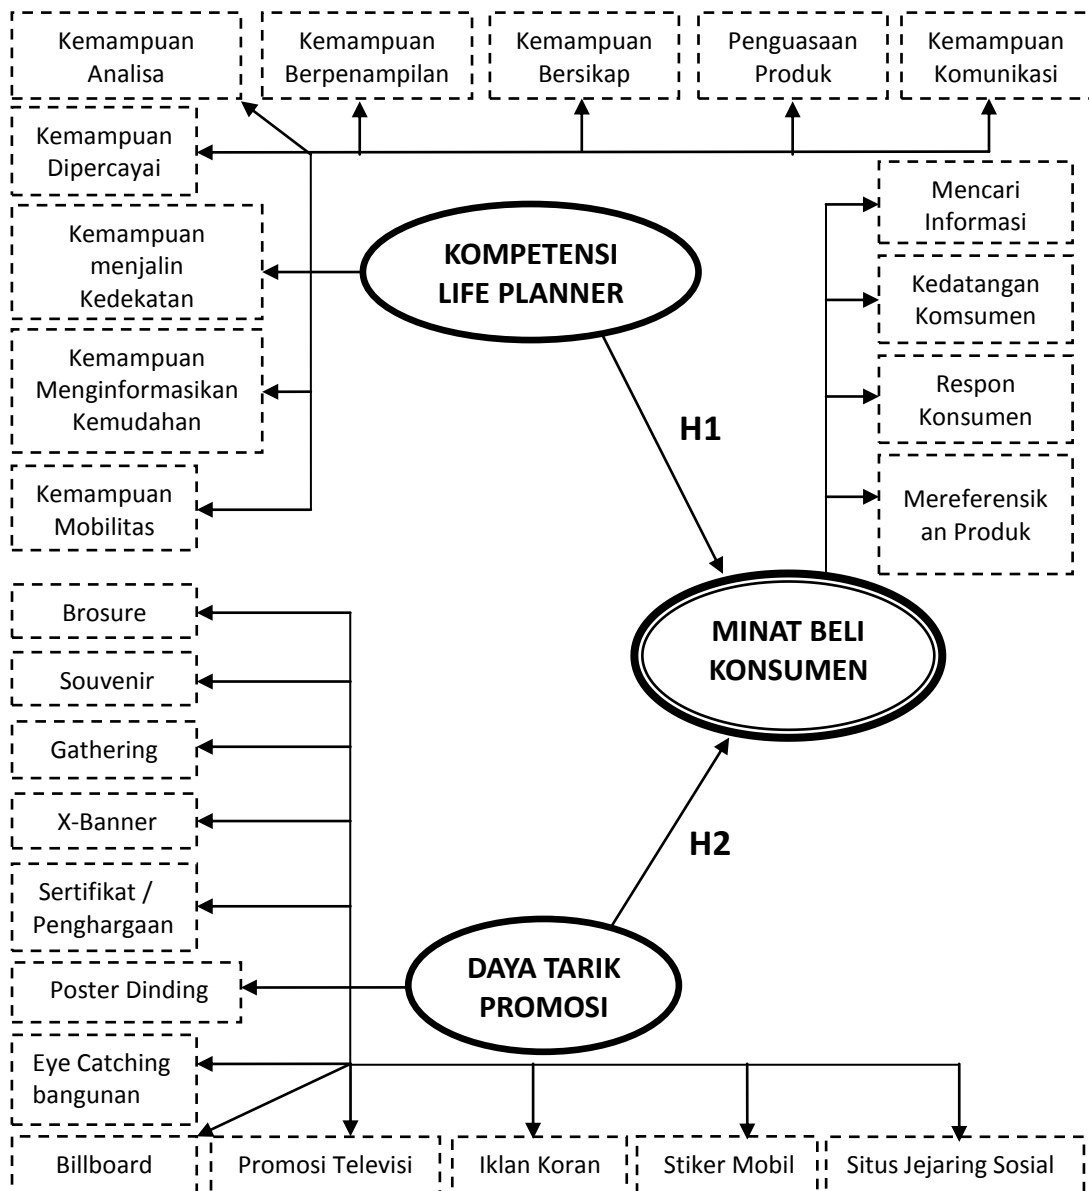 Kemampuan
Analisa
Kemampuan
Berpenampilan
Kemampuan
Bersikap
Penguasaan
Produk
Kemampuan
Komunikasi
Kemampuan
Dipercayai
Kemampuan
menjalin
Kedekatan
Kemampuan
Menginformasikan
Kemudahan
Kemampuan
Mobilitas
KOMPETENSI
LIFE PLANNER
Mencari
Informasi
Kedatangan
Komsumen
Respon
Konsumen
Mereferensik
an Produk
H1
MINAT BELI
KONSUMEN
H2
DAYA TARIK
PROMOSI
Brosure
Souvenir
Gathering
X-Banner
Sertifikat /
Penghargaan
Poster Dinding
Eye Catching
bangunan
Billboard
Promosi Televisi
Iklan Koran
Stiker Mobil
Situs Jejaring Sosial